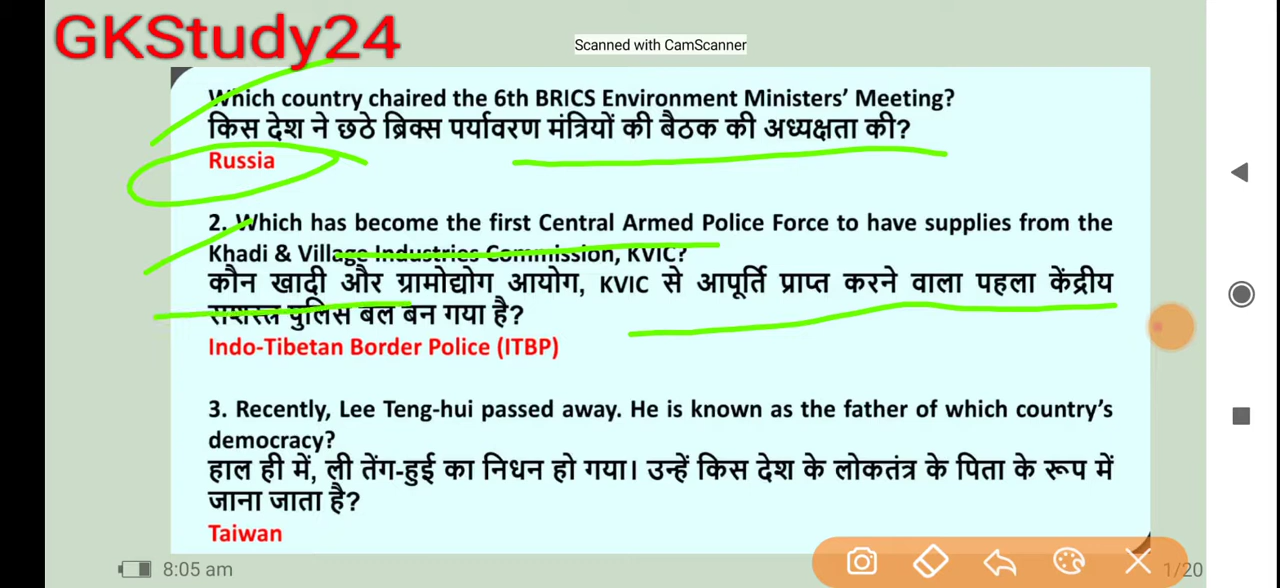 GKStudy24
Scanned with CamScanner
Which country chaired the 6th BRICS Environment Ministers' Meeting?
किस देश ने छठे ब्रिक्स पर्यावरण मंत्रियों की बैठक की अध्यक्षता की?
Russia
2. Which has become the first Central Armed Police Force to have supplies from the
Khadi & Village Industries Commission, KVIC?
कौन खादी और ग्रामोद्योग आयोग, KVIC से आपूर्ति प्राप्त करने वाला पहला केंद्रीय
सशस्त्र पुलिस बल बन गया है?
Indo-Tibetan Border Police (ITBP)
3. Recently, Lee Teng-hui passed away. He is known as the father of which country's
democracy?
हाल ही में, ली तेंग-हुई का निधन हो गया। उन्हें किस देश के लोकतंत्र के पिता के रूप में
जाना जाता है?
Taiwan
8:05 am
1/20